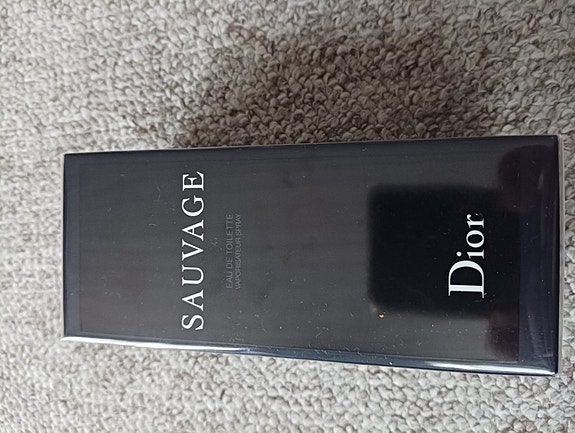 SAUVAGE
EAU DE TOILETTE
VAPORISATEUR SPRAY
Dior